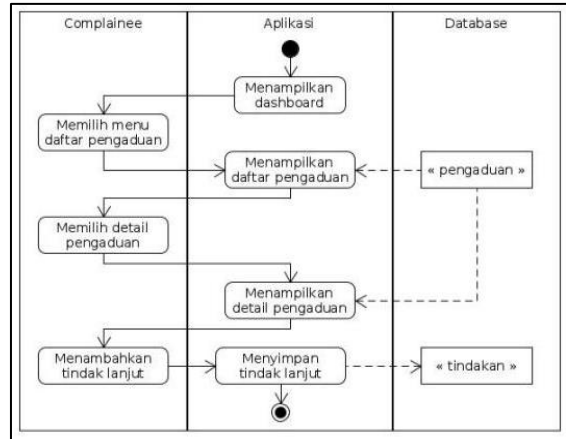 Complainee
Aplikasi
Database
Menampilkan
dashboard
Memilih menu
daftar pengaduan
Menampilkan
daftar pengaduan
« pengaduan »
Memilih detail
pengaduan
Menampilkan
detail pengaduan
Menambahkan
tindak lanjut
Menyimpan
tindak lanjut
« tindakan »